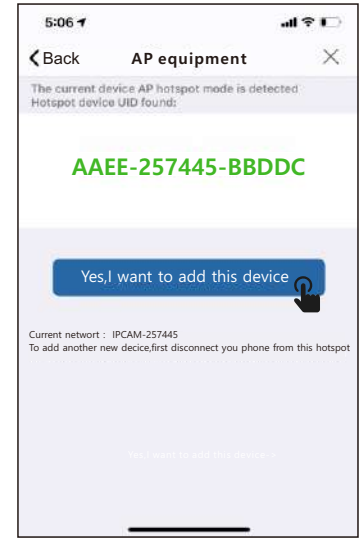 5:06
Back AP equipment
The current device AP hotspot mode is detected
Hotspot device UID found:
AAEE-257445-BBDDC
Yes,I want to add this device
Current networt : IPCAM-257445
To add another new decice,first disconnect you phone from this hotspot
Yes,I want to add this device